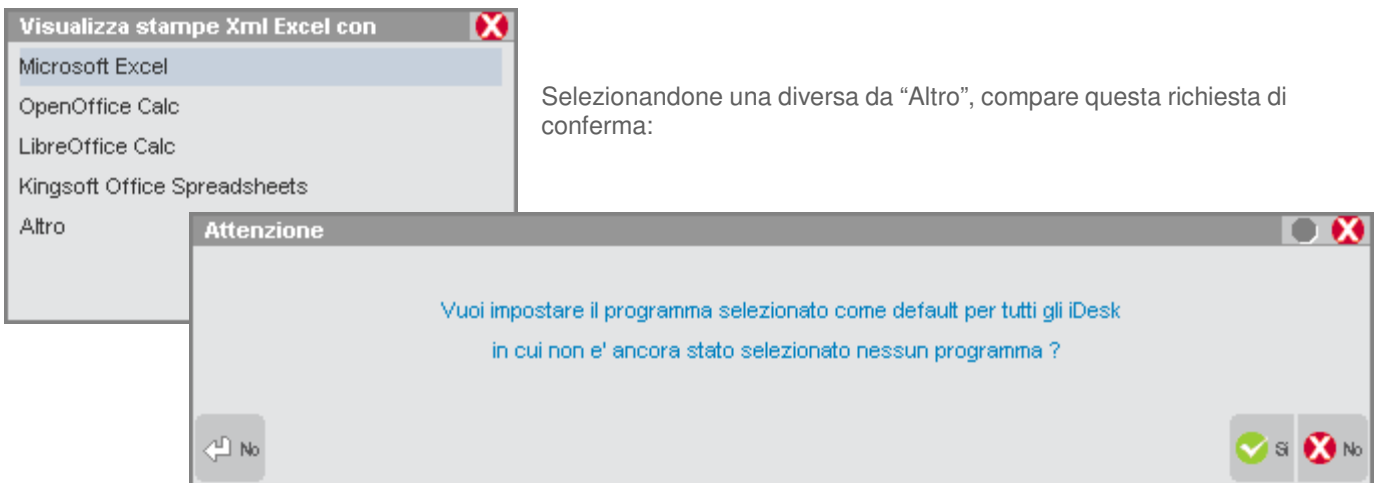 Visualizza stampe Xml Excel con
Microsoft Excel
OpenOffice Calc
LibreOffice Calc
Kingsoft Office Spreadsheets
Altro
Selezionandone una diversa da “Altro”, compare questa richiesta di
conferma:
Attenzione
Vuoi impostare il programma selezionato come default per tutti gli iDesk
in cui non e' ancora stato selezionato nessun programma ?
No
Sì
No